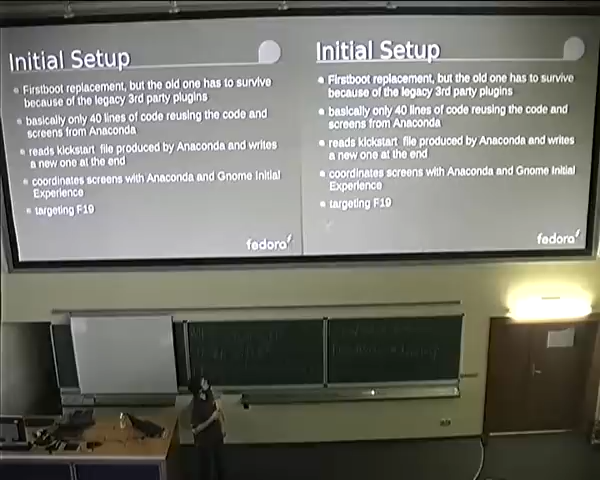 Initial Setup
Firstboot replacement, but the old one has to survive
because of the legacy 3rd party plugins
basically only 40 lines of code reusing the code and
screens from Anaconda
reads kickstart file produced by Anaconda and writes
a new one at the end
coordinates screens with Anaconda and Gnome Initial
Experience
targeting F19
fedora
Initial Setup
Firstboot replacement, but the old one has to survive
because of the legacy 3rd party plugins
basically only 40 lines of code reusing the code and
screens from Anaconda
reads kickstart file produced by Anaconda and writes
a new one at the end
coordinates screens with Anaconda and Gnome Initial
Experience
targeting F19
fedora